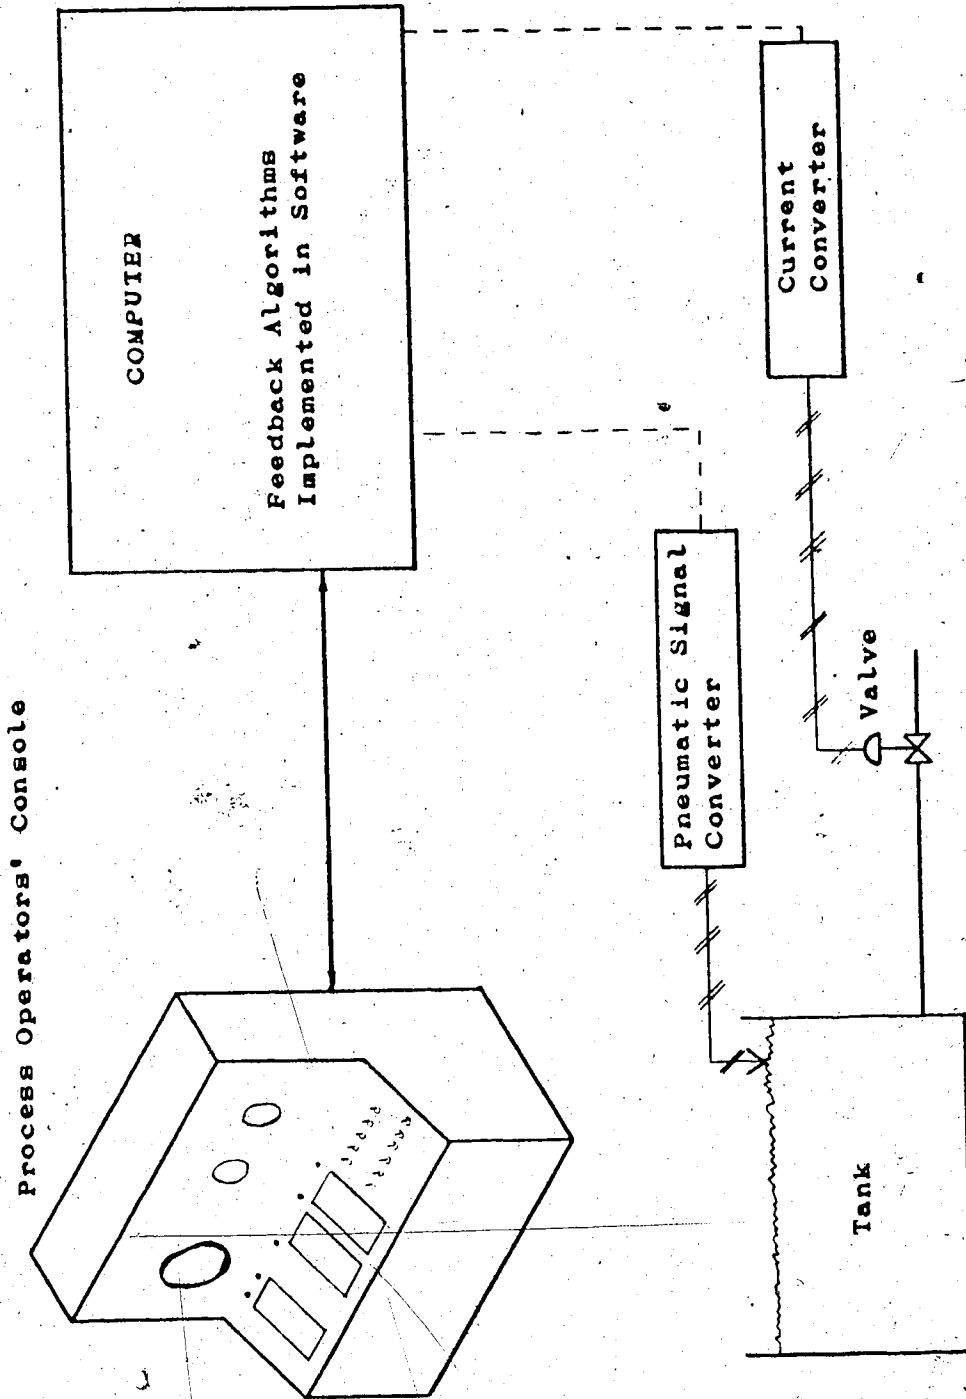 Process Operators' Console
COMPUTER
Feedback Algorithms
Implemented in Software
Pneumatic Signal
Converter
Current
Converter
Valve
Tank